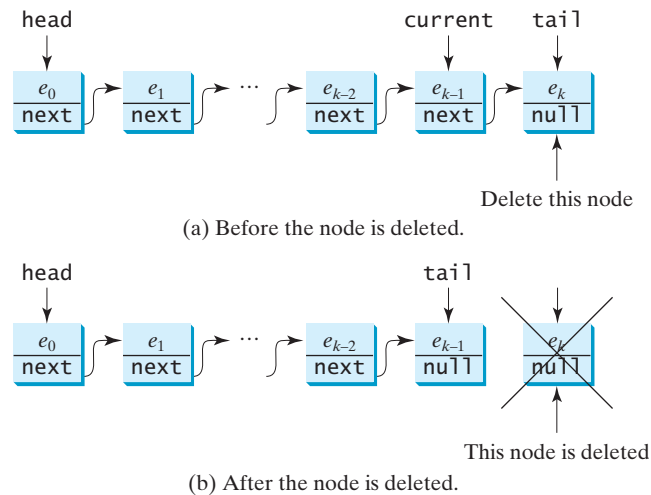 head current tail
e0 e1 ... ek–2 ek–1 ek
next next next next null
Delete this node
(a) Before the node is deleted.
head tail
e0 e1 ... ek–2 ek–1 ek
next next next null null
This node is deleted
(b) After the node is deleted.